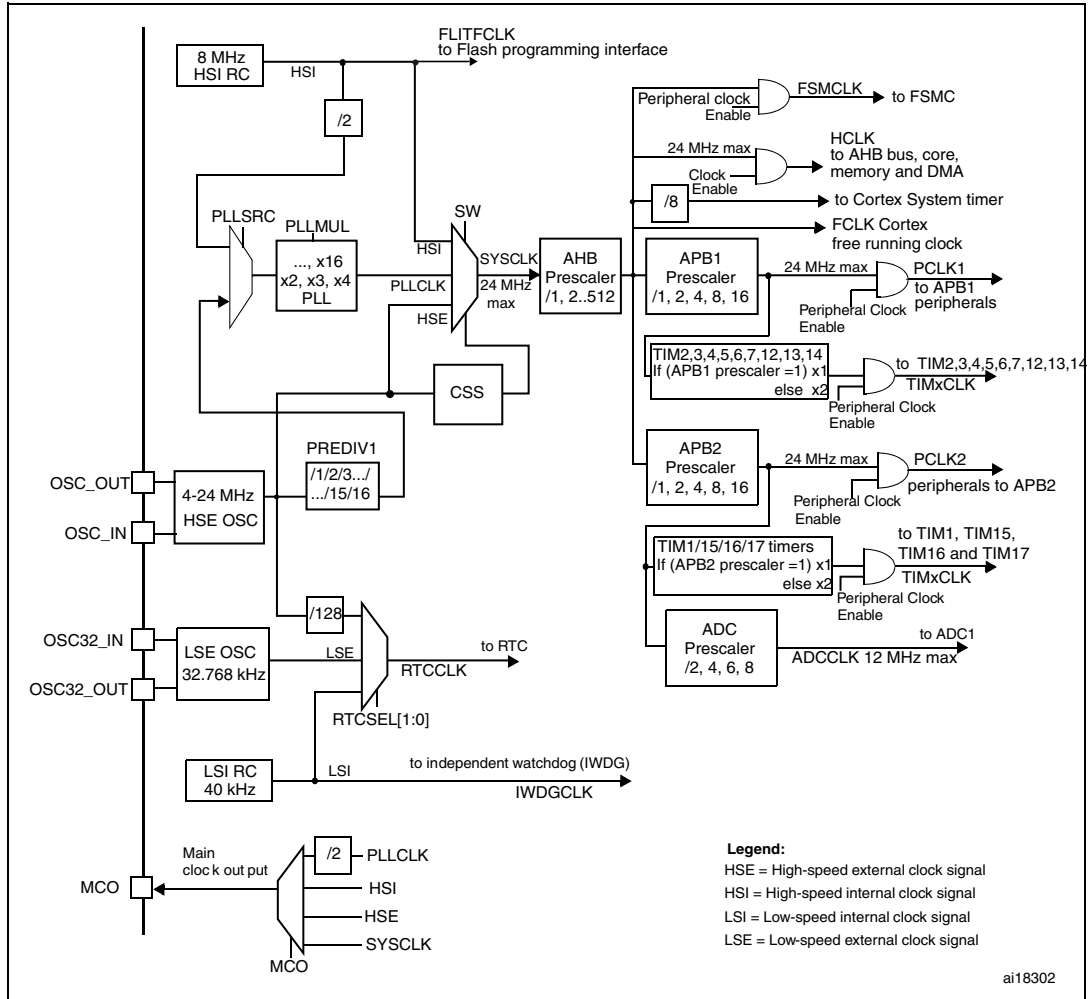 FLITFCLK
to Flash programming interface
8 MHz
HSI RC
HSI
/2
Peripheral clock
Enable
FSMCLK
to FSMC
24 MHz max
Clock
Enable
HCLK
to AHB bus, core,
memory and DMA
/8
to Cortex System timer
FCLK Cortex
free running clock
PLLSRC
PLLMUL
..., x16
x2, x3, x4
PLL
SW
HSI
PLLCLK
HSE
SYSCLK
24 MHz
max
AHB
Prescaler
/1, 2..512
APB1
Prescaler
/1, 2, 4, 8, 16
24 MHz max
Peripheral Clock
Enable
PCLK1
to APB1
peripherals
TIM2,3,4,5,6,7,12,13,14
If (APB1 prescaler =1) x1
else x2
Peripheral Clock
Enable
to TIM2,3,4,5,6,7,12,13,14
TIMxCLK
CSS
PREDIV1
/1/2/3.../
.../15/16
OSC_OUT
OSC_IN
4-24 MHz
HSE OSC
APB2
Prescaler
/1, 2, 4, 8, 16
24 MHz max
Peripheral Clock
Enable
PCLK2
peripherals to APB2
TIM1/15/16/17 timers
If (APB2 prescaler =1) x1
else x2
Peripheral Clock
Enable
to TIM1, TIM15,
TIM16 and TIM17
TIMxCLK
ADC
Prescaler
/2, 4, 6, 8
to ADC1
ADCCLK 12 MHz max
/128
OSC32_IN
OSC32_OUT
LSE OSC
32.768 kHz
LSE
to RTC
RTCCLK
RTCSEL[1:0]
LSI RC
40 kHz
LSI
to independent watchdog (IWDG)
IWDGCLK
MCO
Main
clock out put
/2
PLLCLK
HSI
HSE
SYSCLK
MCO
Legend:
HSE = High-speed external clock signal
HSI = High-speed internal clock signal
LSI = Low-speed internal clock signal
LSE = Low-speed external clock signal
ai18302